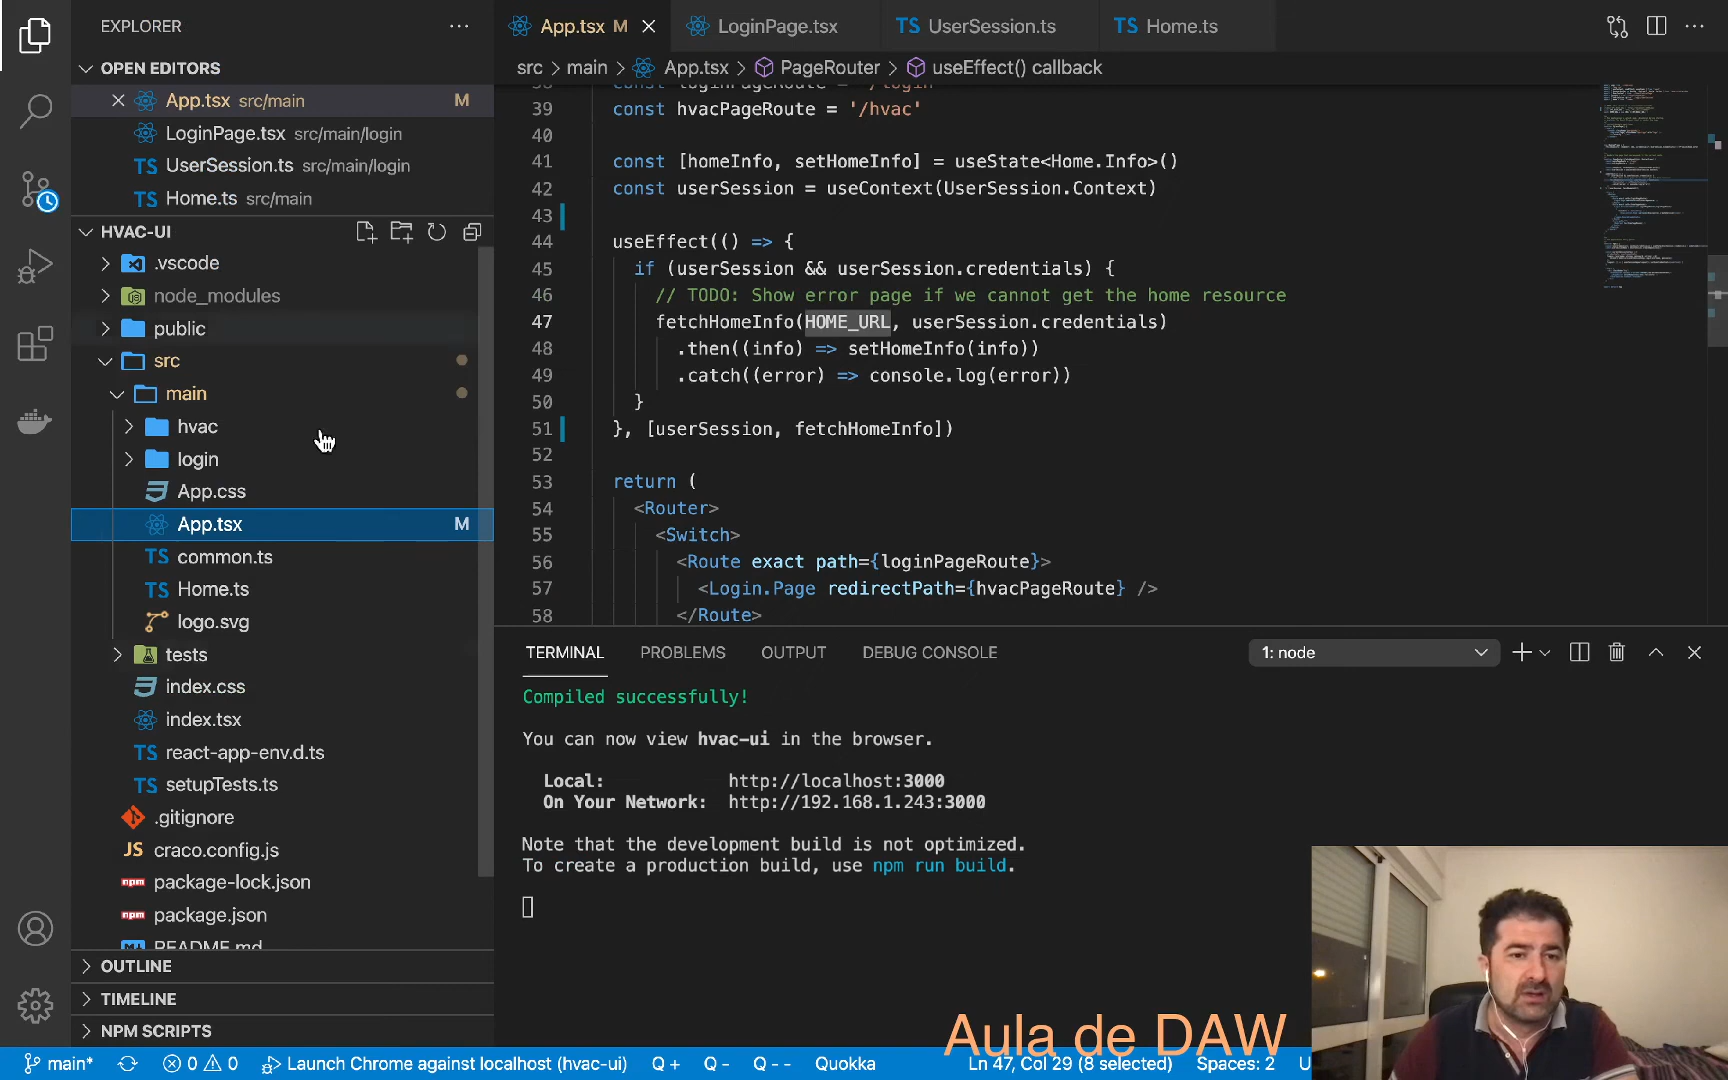 EXPLORER
App.tsx M
LoginPage.tsx
TS UserSession.ts
TS Home.ts
OPEN EDITORS
App.tsx src/main M
LoginPage.tsx src/main/login
TS UserSession.ts src/main/login
TS Home.ts src/main
HVAC-UI
.vscode
node_modules
public
src
main
hvac
login
App.css
App.tsx M
TS common.ts
TS Home.ts
logo.svg
tests
index.css
index.tsx
TS react-app-env.d.ts
TS setupTests.ts
.gitignore
JS craco.config.js
npm package-lock.json
npm package.json
README.md
OUTLINE
TIMELINE
NPM SCRIPTS
src > main > App.tsx > PageRouter > useEffect() callback
38 const loginPageRoute = '/login'
39 const hvacPageRoute = '/hvac'
40
41 const [homeInfo, setHomeInfo] = useState<Home.Info>()
42 const userSession = useContext(UserSession.Context)
43
44 useEffect(() => {
45 if (userSession && userSession.credentials) {
46 // TODO: Show error page if we cannot get the home resource
47 fetchHomeInfo(HOME_URL, userSession.credentials)
48 .then((info) => setHomeInfo(info))
49 .catch((error) => console.log(error))
50 }
51 }, [userSession, fetchHomeInfo])
52
53 return (
54 <Router>
55 <Switch>
56 <Route exact path={loginPageRoute}>
57 <Login.Page redirectPath={hvacPageRoute} />
58 </Route>
TERMINAL PROBLEMS OUTPUT DEBUG CONSOLE 1: node
Compiled successfully!
You can now view hvac-ui in the browser.
Local: http://localhost:3000
On Your Network: http://192.168.1.243:3000
Note that the development build is not optimized.
To create a production build, use npm run build.
Aula de DAW
main* 0 0 Launch Chrome against localhost (hvac-ui) Q + Q - Q - - Quokka Ln 47, Col 29 (8 selected) Spaces: 2